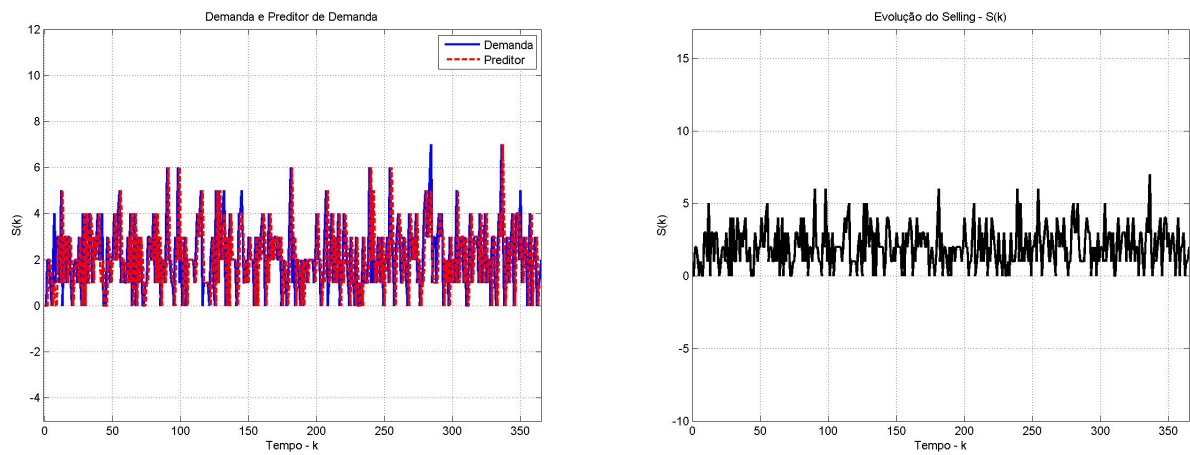 Demanda e Preditor de Demanda
12
10
8
6
4
2
0
-2
-4
S(k)
0 50 100 150 200 250 300 350
Tempo - k
Demanda
Preditor
Evolução do Selling - S(k)
15
10
5
0
-5
-10
S(k)
0 50 100 150 200 250 300 350
Tempo - k